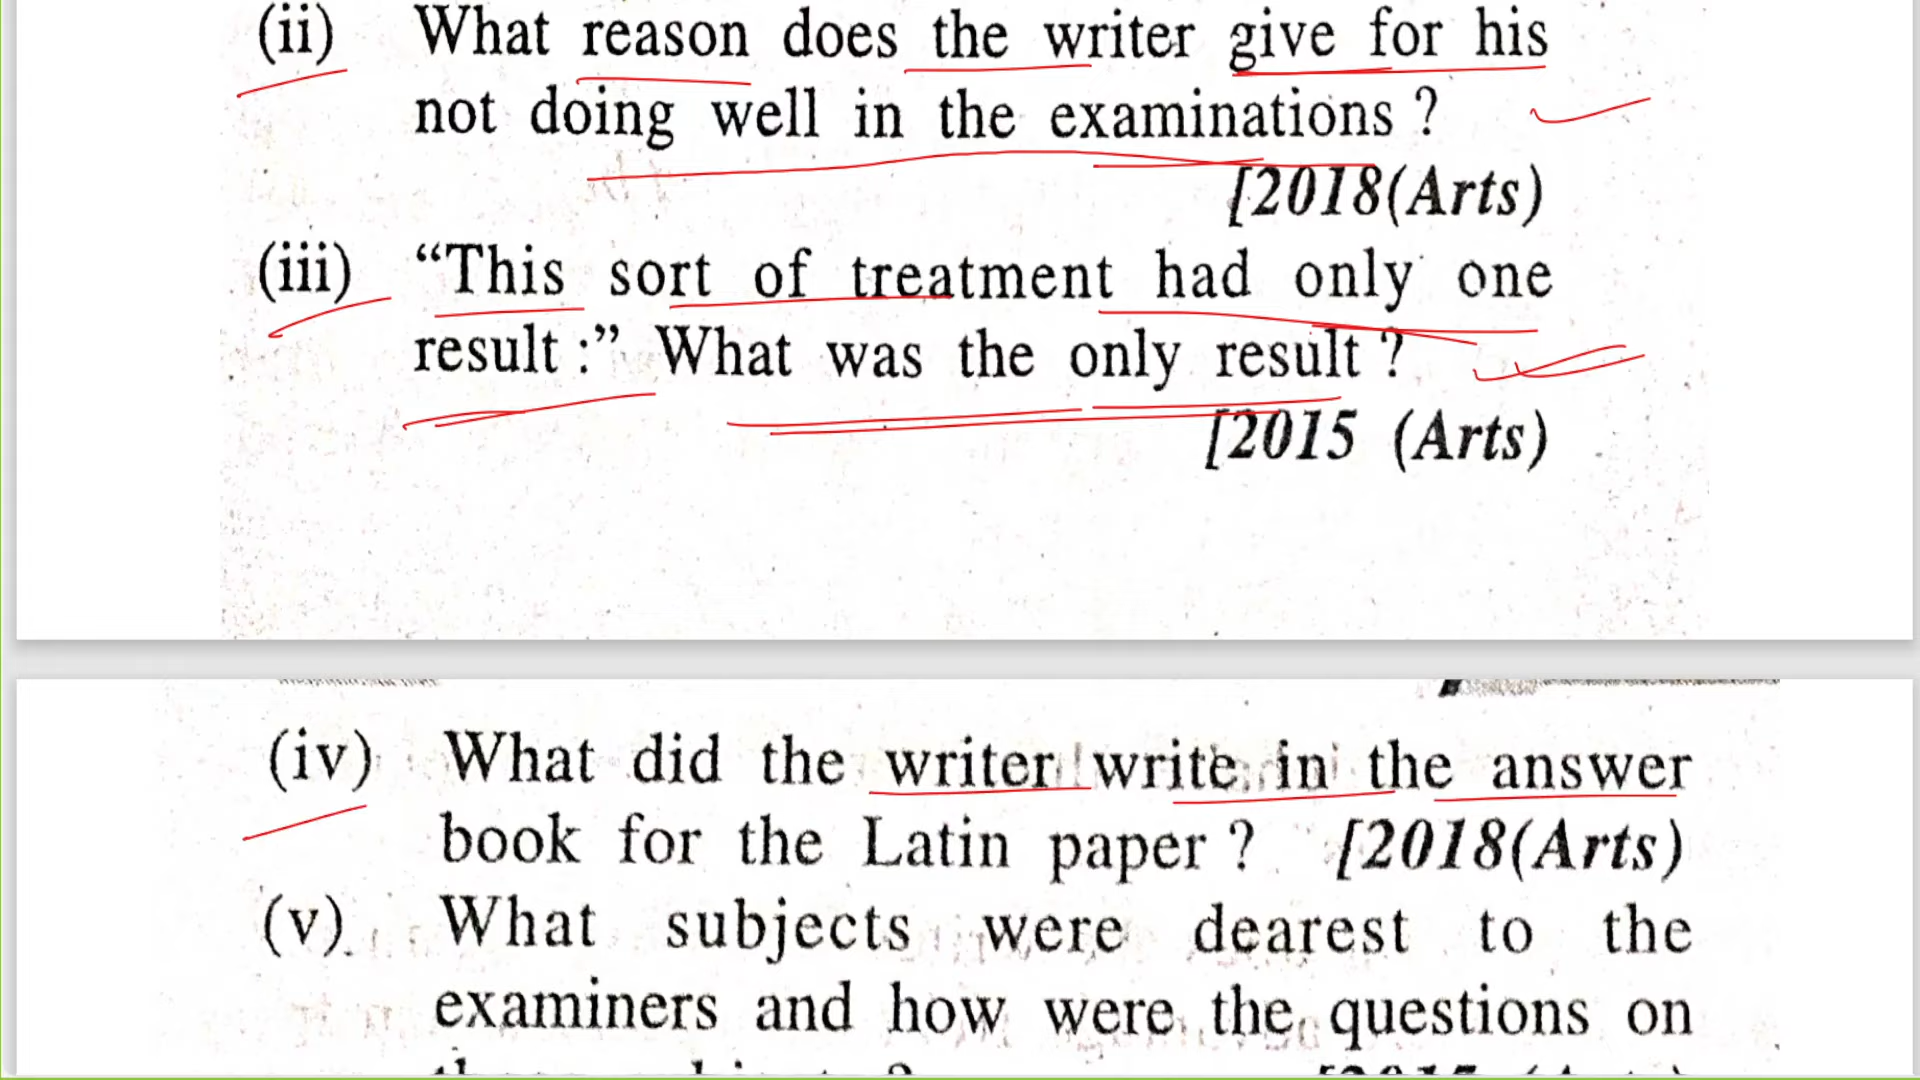 (ii) What reason does the writer give for his
not doing well in the examinations ?
[2018(Arts)
(iii) “This sort of treatment had only one
result :” What was the only result ?
[2015 (Arts)
(iv) What did the writer write in the answer
book for the Latin paper ? [2018(Arts)
(v) What subjects were dearest to the
examiners and how were the questions on